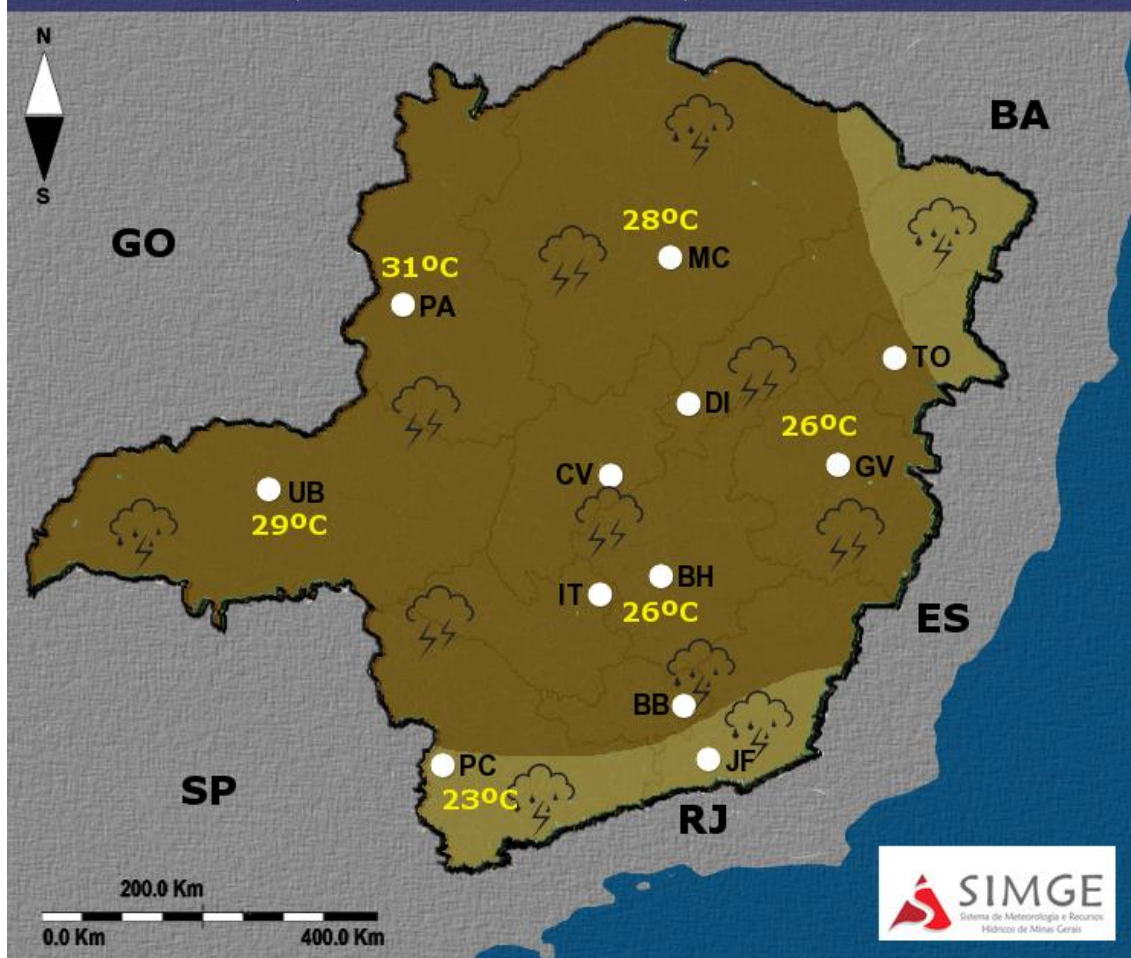 N
S
BA
GO
28ºC
MC
31ºC
PA
TO
DI
26ºC
GV
CV
UB
29ºC
BH
IT
26ºC
ES
BB
JF
PC
23ºC
SP
RJ
200.0 Km
0.0 Km
400.0 Km
SIMGE
Sistema de Meteorologia e Recursos
Hídricos de Minas Gerais